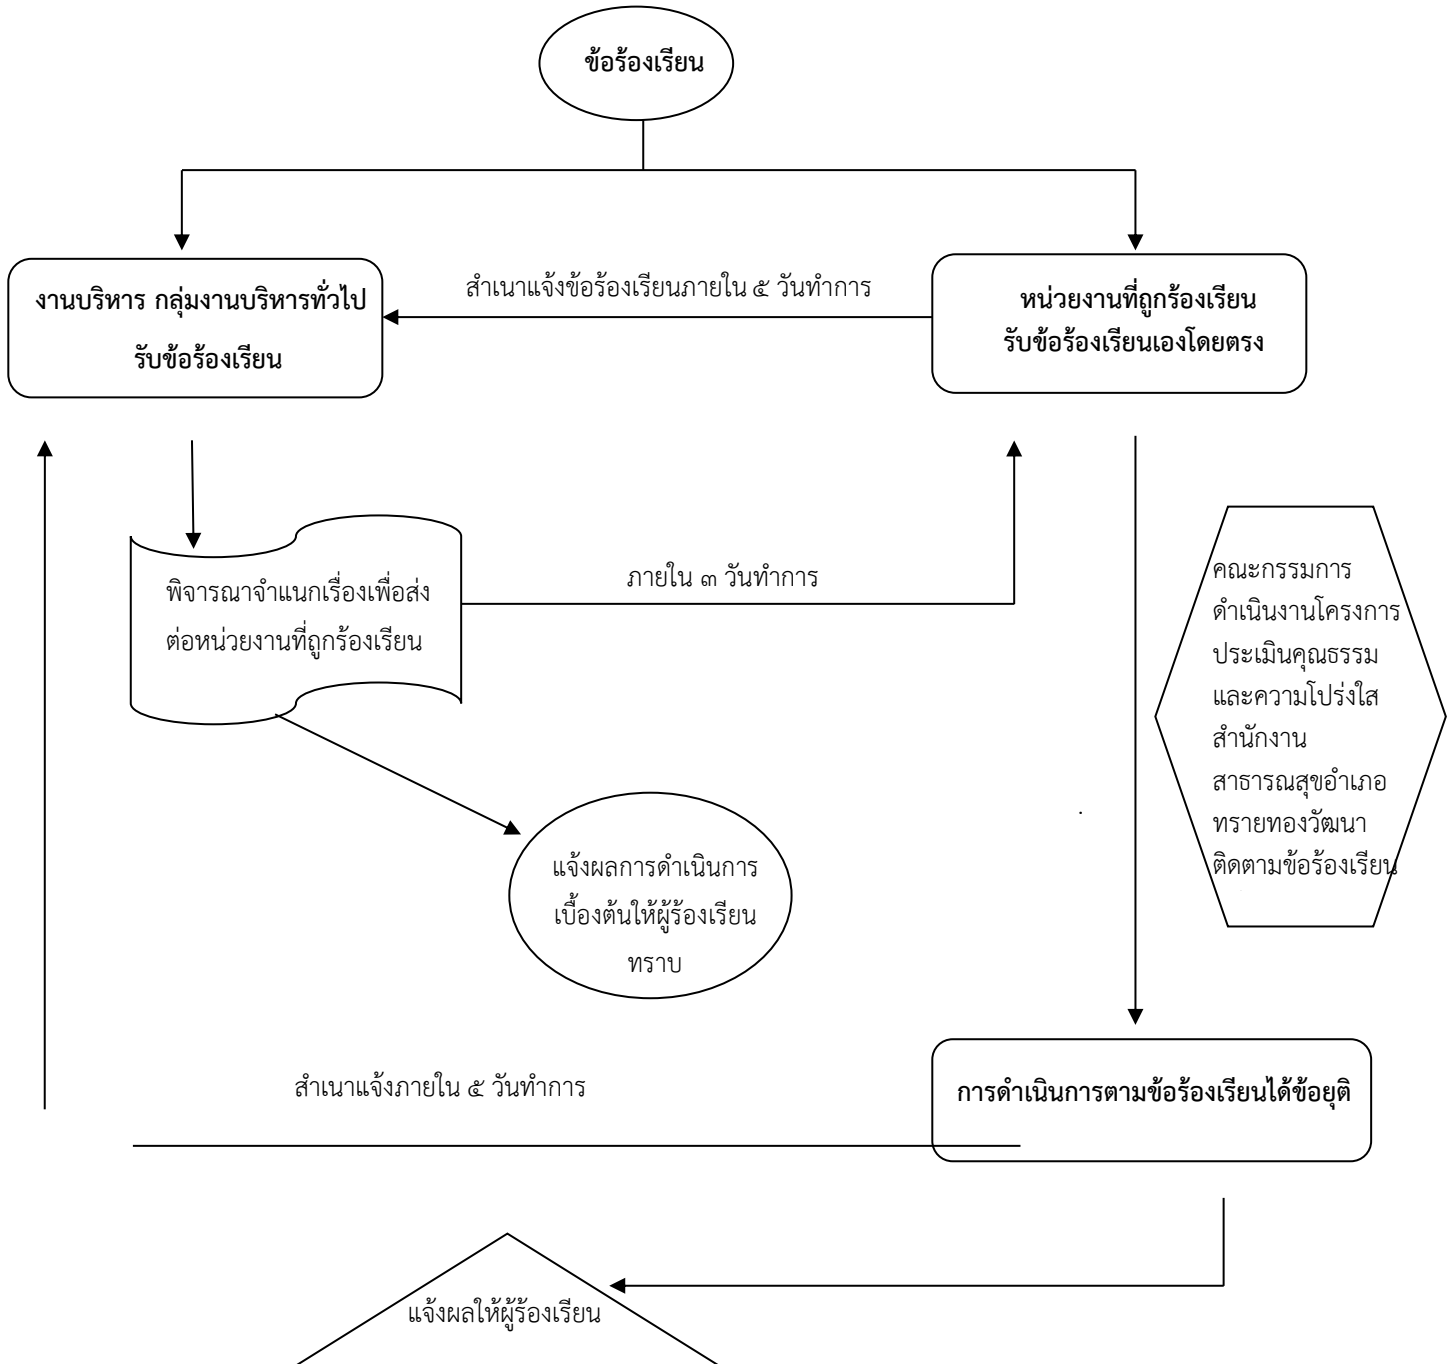 ข้อร้องเรียน
สำเนาแจ้งข้อร้องเรียนภายใน ๕ วันทำการ
งานบริหาร กลุ่มงานบริหารทั่วไป
รับข้อร้องเรียน
หน่วยงานที่ถูกร้องเรียน
รับข้อร้องเรียนเองโดยตรง
พิจารณาจำแนกเรื่องเพื่อส่ง
ต่อหน่วยงานที่ถูกร้องเรียน
ภายใน ๓ วันทำการ
คณะกรรมการ
ดำเนินงานโครงการ
ประเมินคุณธรรม
และความโปร่งใส
สำนักงาน
สาธารณสุขอำเภอ
ทรายทองวัฒนา
ติดตามข้อร้องเรียน
แจ้งผลการดำเนินการ
เบื้องต้นให้ผู้ร้องเรียน
ทราบ
สำเนาแจ้งภายใน ๕ วันทำการ
การดำเนินการตามข้อร้องเรียนได้ข้อยุติ
แจ้งผลให้ผู้ร้องเรียน